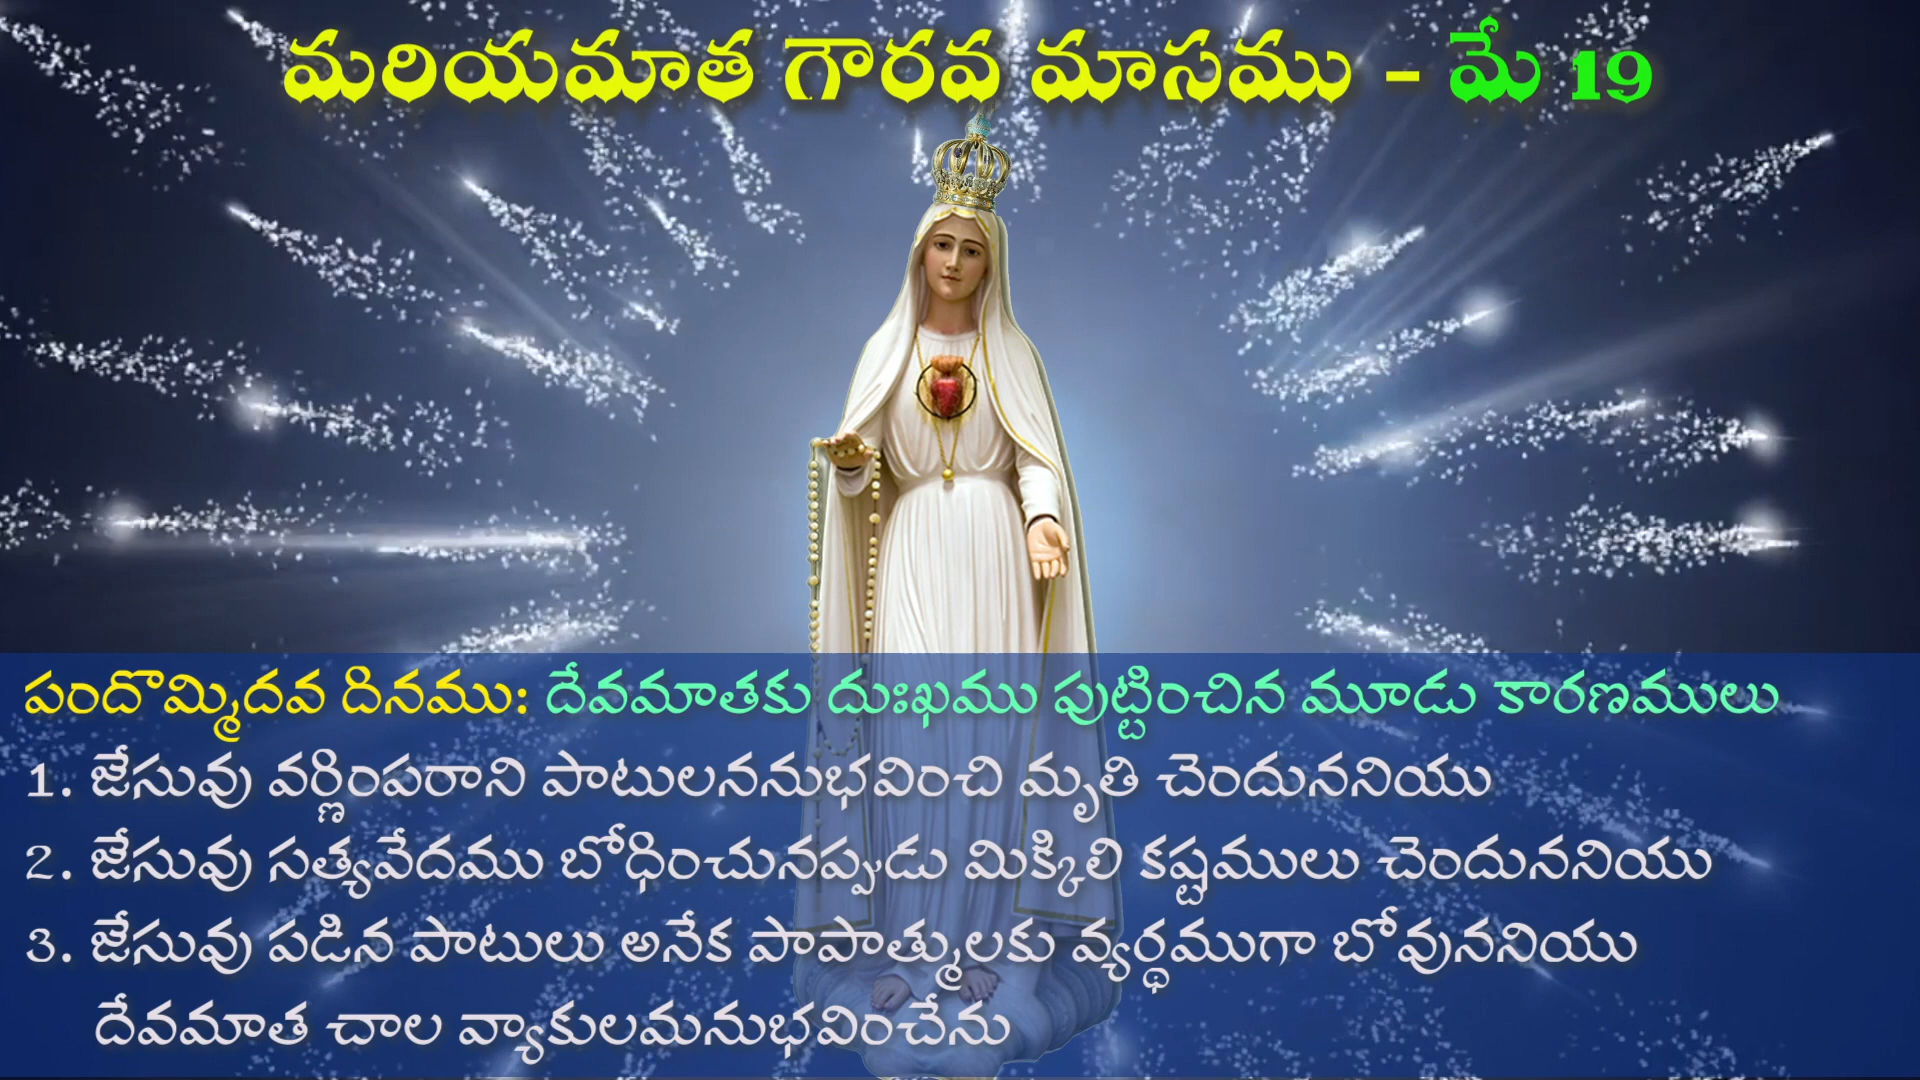 మరియమాత గౌరవ మాసము - మే 19
పందొమ్మిదవ దినము: దేవమాతకు దుఃఖము పుట్టించిన మూడు కారణములు
1. జేసువు వర్ణింపరాని పాటులననుభవించి మృతి చెందుననియు
2. జేసువు సత్యవేదము బోధించునప్పుడు మిక్కిలి కష్టములు చెందుననియు
3. జేసువు పడిన పాటులు అనేక పాపాత్ములకు వ్యర్థముగా బోవుననియు
దేవమాత చాల వ్యాకులమనుభవించేను